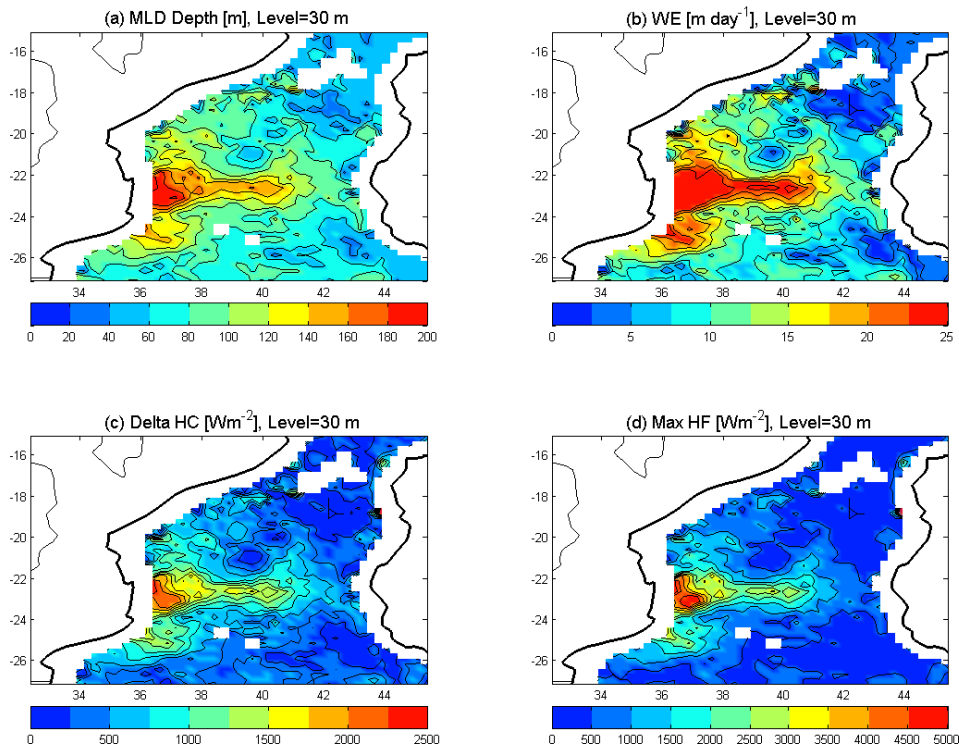 (a) MLD Depth [m], Level=30 m
-16
-18
-20
-22
-24
-26
34 36 38 40 42 44
0 20 40 60 80 100 120 140 160 180 200
(b) WE [m day-1], Level=30 m
-16
-18
-20
-22
-24
-26
34 36 38 40 42 44
0 5 10 15 20 25
(c) Delta HC [Wm-2], Level=30 m
-16
-18
-20
-22
-24
-26
34 36 38 40 42 44
0 500 1000 1500 2000 2500
(d) Max HF [Wm-2], Level=30 m
-16
-18
-20
-22
-24
-26
34 36 38 40 42 44
0 500 1000 1500 2000 2500 3000 3500 4000 4500 5000